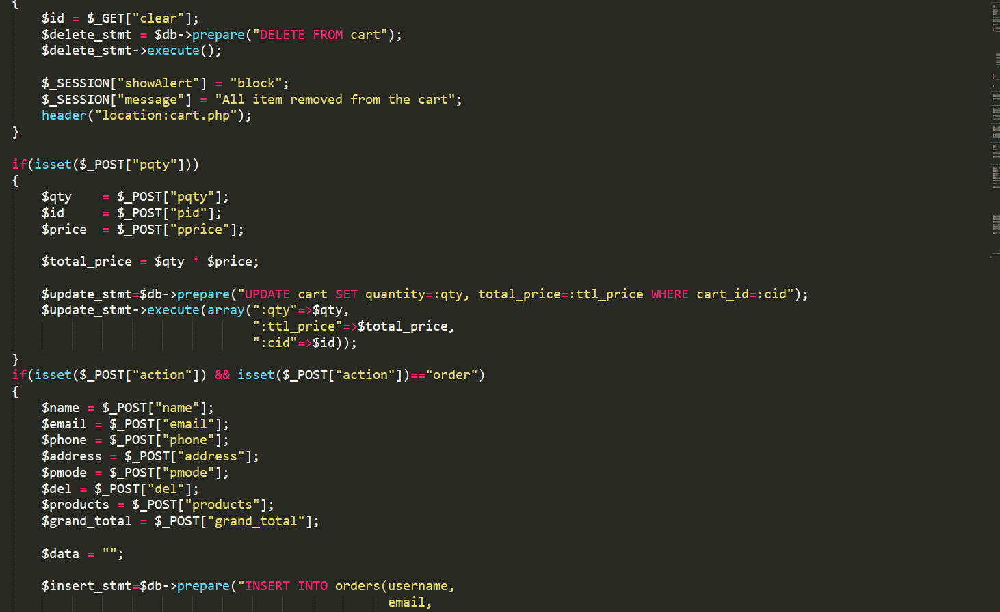 {
$id = $_GET["clear"];
$delete_stmt = $db->prepare("DELETE FROM cart");
$delete_stmt->execute();
$_SESSION["showAlert"] = "block";
$_SESSION["message"] = "All item removed from the cart";
header("location:cart.php");
}
if(isset($_POST["pqty"]))
{
$qty    = $_POST["pqty"];
$id     = $_POST["pid"];
$price  = $_POST["pprice"];
$total_price = $qty * $price;
$update_stmt=$db->prepare("UPDATE cart SET quantity=:qty, total_price=:ttl_price WHERE cart_id=:cid");
$update_stmt->execute(array(":qty"=>$qty,
":ttl_price"=>$total_price,
":cid"=>$id));
}
if(isset($_POST["action"]) && isset($_POST["action"])=="order")
{
$name = $_POST["name"];
$email = $_POST["email"];
$phone = $_POST["phone"];
$address = $_POST["address"];
$pmode = $_POST["pmode"];
$del = $_POST["del"];
$products = $_POST["products"];
$grand_total = $_POST["grand_total"];
$data = "";
$insert_stmt=$db->prepare("INSERT INTO orders(username,
email,